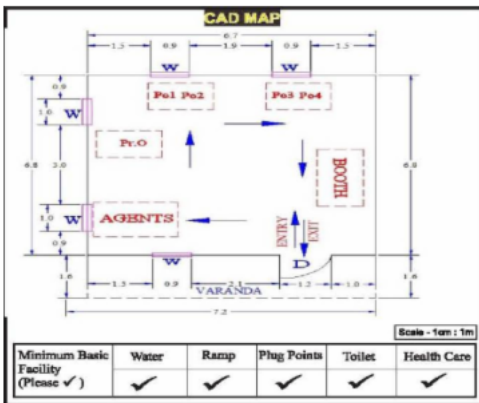 CAD MAP
6.7
1.5 0.9 1.9 0.9 1.5
W W
0.9
Po1 Po2 Po3 Po4
1.0 W
Pr.O
6.8 3.0 6.8
BOOTH
AGENTS
1.0 W
ENTRY EXIT
0.9
W D
1.6 1.5 0.9 2.1 1.2 1.0 1.6
VARANDA
7.2
Scale - 1cm : 1m
Minimum Basic Facility (Please ✓) Water Ramp Plug Points Toilet Health Care
✓ ✓ ✓ ✓ ✓